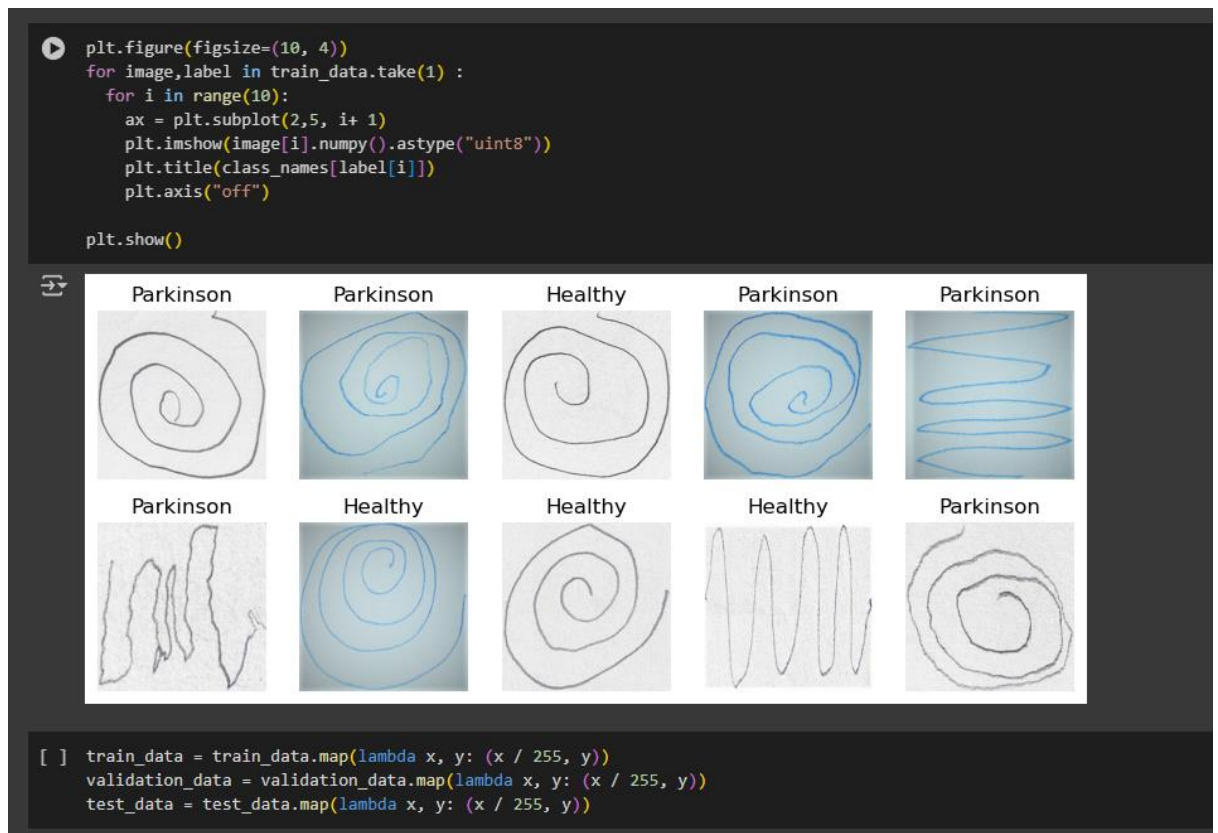 plt.figure(figsize=(10, 4))
for image,label in train_data.take(1) :
  for i in range(10):
    ax = plt.subplot(2,5, i+ 1)
    plt.imshow(image[i].numpy().astype("uint8"))
    plt.title(class_names[label[i]])
    plt.axis("off")
plt.show()
Parkinson Parkinson Healthy Parkinson Parkinson
Parkinson Healthy Healthy Healthy Parkinson
[ ] train_data = train_data.map(lambda x, y: (x / 255, y))
validation_data = validation_data.map(lambda x, y: (x / 255, y))
test_data = test_data.map(lambda x, y: (x / 255, y))